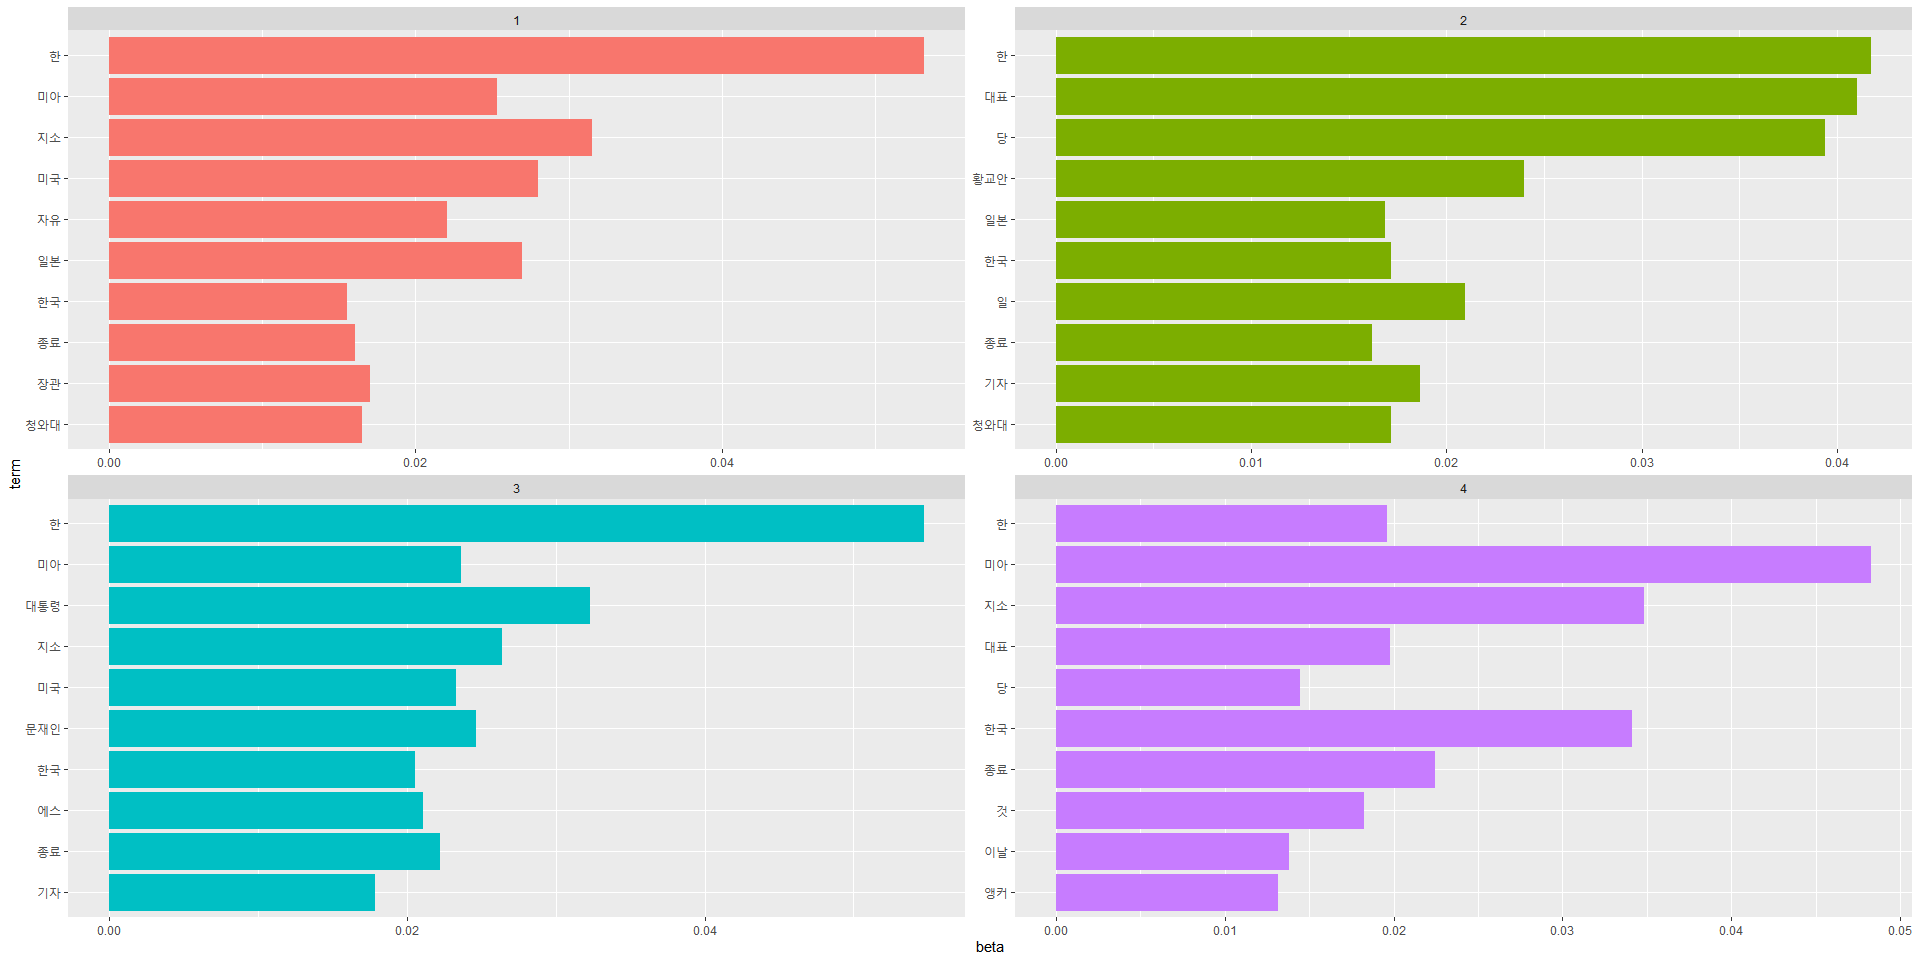 1
한
미아
지소
미국
자유
일본
한국
종료
장관
청와대
0.00 0.02 0.04
2
한
대표
당
황교안
일본
한국
일
종료
기자
청와대
0.00 0.01 0.02 0.03 0.04
term
3
한
미아
대통령
지소
미국
문재인
한국
에스
종료
기자
0.00 0.02 0.04
4
한
미아
지소
대표
당
한국
종료
것
이날
앵커
0.00 0.01 0.02 0.03 0.04 0.05
beta